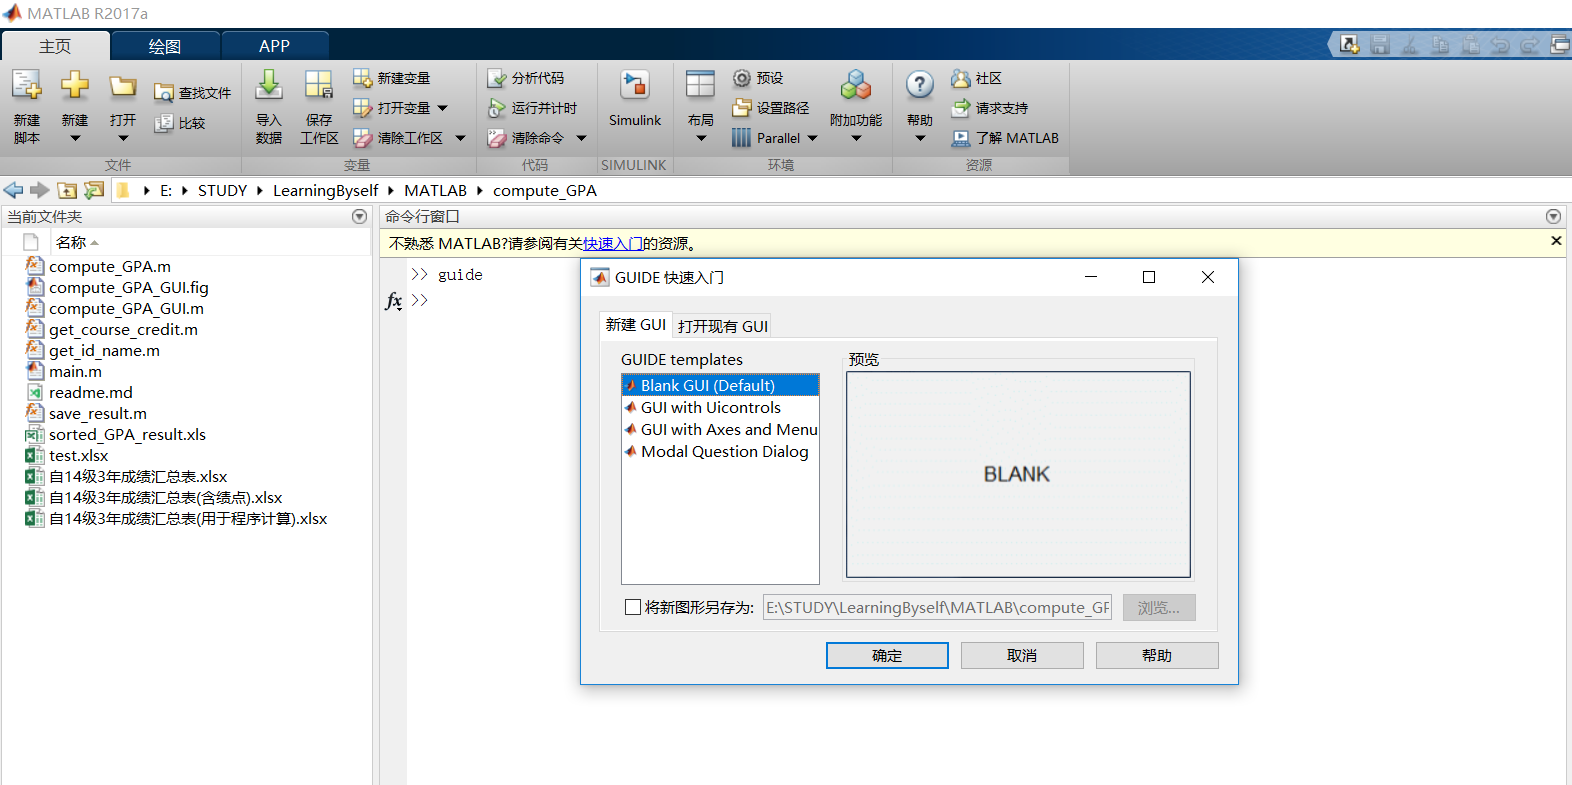 MATLAB R2017a
主页
绘图
APP
新建
脚本
新建
打开
查找文件
比较
文件
导入
数据
保存
工作区
新建变量
打开变量
清除工作区
变量
分析代码
运行并计时
清除命令
代码
Simulink
SIMULINK
布局
预设
设置路径
Parallel
附加功能
环境
帮助
社区
请求支持
了解 MATLAB
资源
E: STUDY LearningByself MATLAB compute_GPA
当前文件夹
名称
compute_GPA.m
compute_GPA_GUI.fig
compute_GPA_GUI.m
get_course_credit.m
get_id_name.m
main.m
readme.md
save_result.m
sorted_GPA_result.xls
test.xlsx
自14级3年成绩汇总表.xlsx
自14级3年成绩汇总表(含绩点).xlsx
自14级3年成绩汇总表(用于程序计算).xlsx
命令行窗口
不熟悉 MATLAB?请参阅有关快速入门的资源。
>> guide
fx >>
GUIDE 快速入门
新建 GUI
打开现有 GUI
GUIDE templates
Blank GUI (Default)
GUI with Uicontrols
GUI with Axes and Menu
Modal Question Dialog
预览
BLANK
将新图形另存为: E:\STUDY\LearningByself\MATLAB\compute_GP 浏览...
确定
取消
帮助